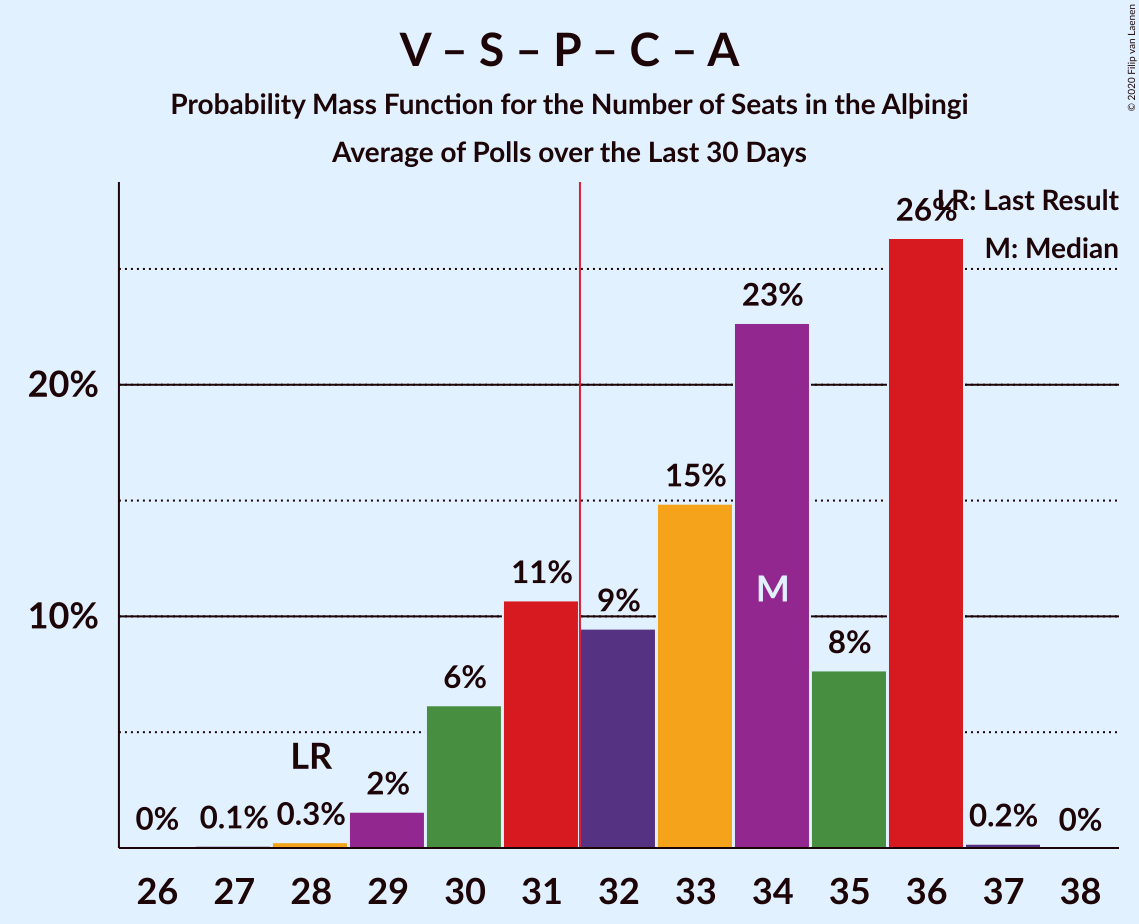 V – S – P – C – A
Probability Mass Function for the Number of Seats in the Alþingi
Average of Polls over the Last 30 Days
© 2020 Filip van Laenen
LR: Last Result
M: Median
26%
23%
20%
15%
11%
9%
10%
M
8%
6%
LR
2%
0% 0.1% 0.3% 0.2% 0%
26 27 28 29 30 31 32 33 34 35 36 37 38